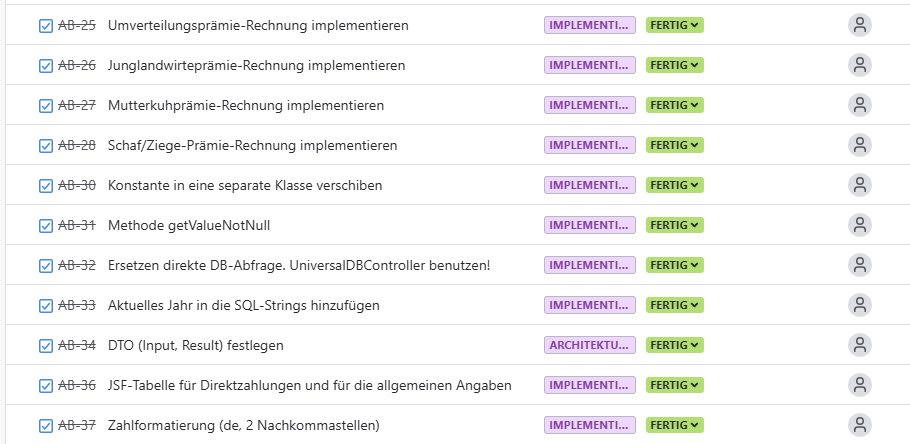 AB-25 Umverteilungsprämie-Rechnung implementieren IMPLEMENTI... FERTIG
AB-26 Junglandwirteprämie-Rechnung implementieren IMPLEMENTI... FERTIG
AB-27 Mutterkuhprämie-Rechnung implementieren IMPLEMENTI... FERTIG
AB-28 Schaf/Ziege-Prämie-Rechnung implementieren IMPLEMENTI... FERTIG
AB-30 Konstante in eine separate Klasse verschiben IMPLEMENTI... FERTIG
AB-31 Methode getValueNotNull IMPLEMENTI... FERTIG
AB-32 Ersetzen direkte DB-Abfrage. UniversalDBController benutzen! IMPLEMENTI... FERTIG
AB-33 Aktuelles Jahr in die SQL-Strings hinzufügen IMPLEMENTI... FERTIG
AB-34 DTO (Input, Result) festlegen ARCHITEKTU... FERTIG
AB-36 JSF-Tabelle für Direktzahlungen und für die allgemeinen Angaben IMPLEMENTI... FERTIG
AB-37 Zahlformatierung (de, 2 Nachkommastellen) IMPLEMENTI... FERTIG